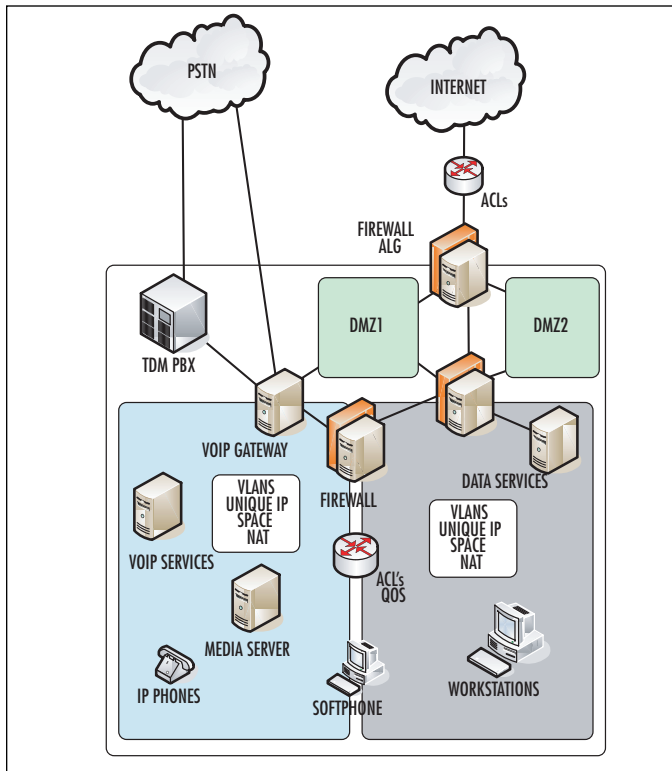 PSTN
INTERNET
ACLs
FIREWALL
ALG
DMZ1
DMZ2
TDM PBX
VOIP GATEWAY
FIREWALL
DATA SERVICES
VLANS
UNIQUE IP
SPACE
NAT
VLANS
UNIQUE IP
SPACE
NAT
VOIP SERVICES
ACL's
QOS
MEDIA SERVER
IP PHONES
SOFTPHONE
WORKSTATIONS